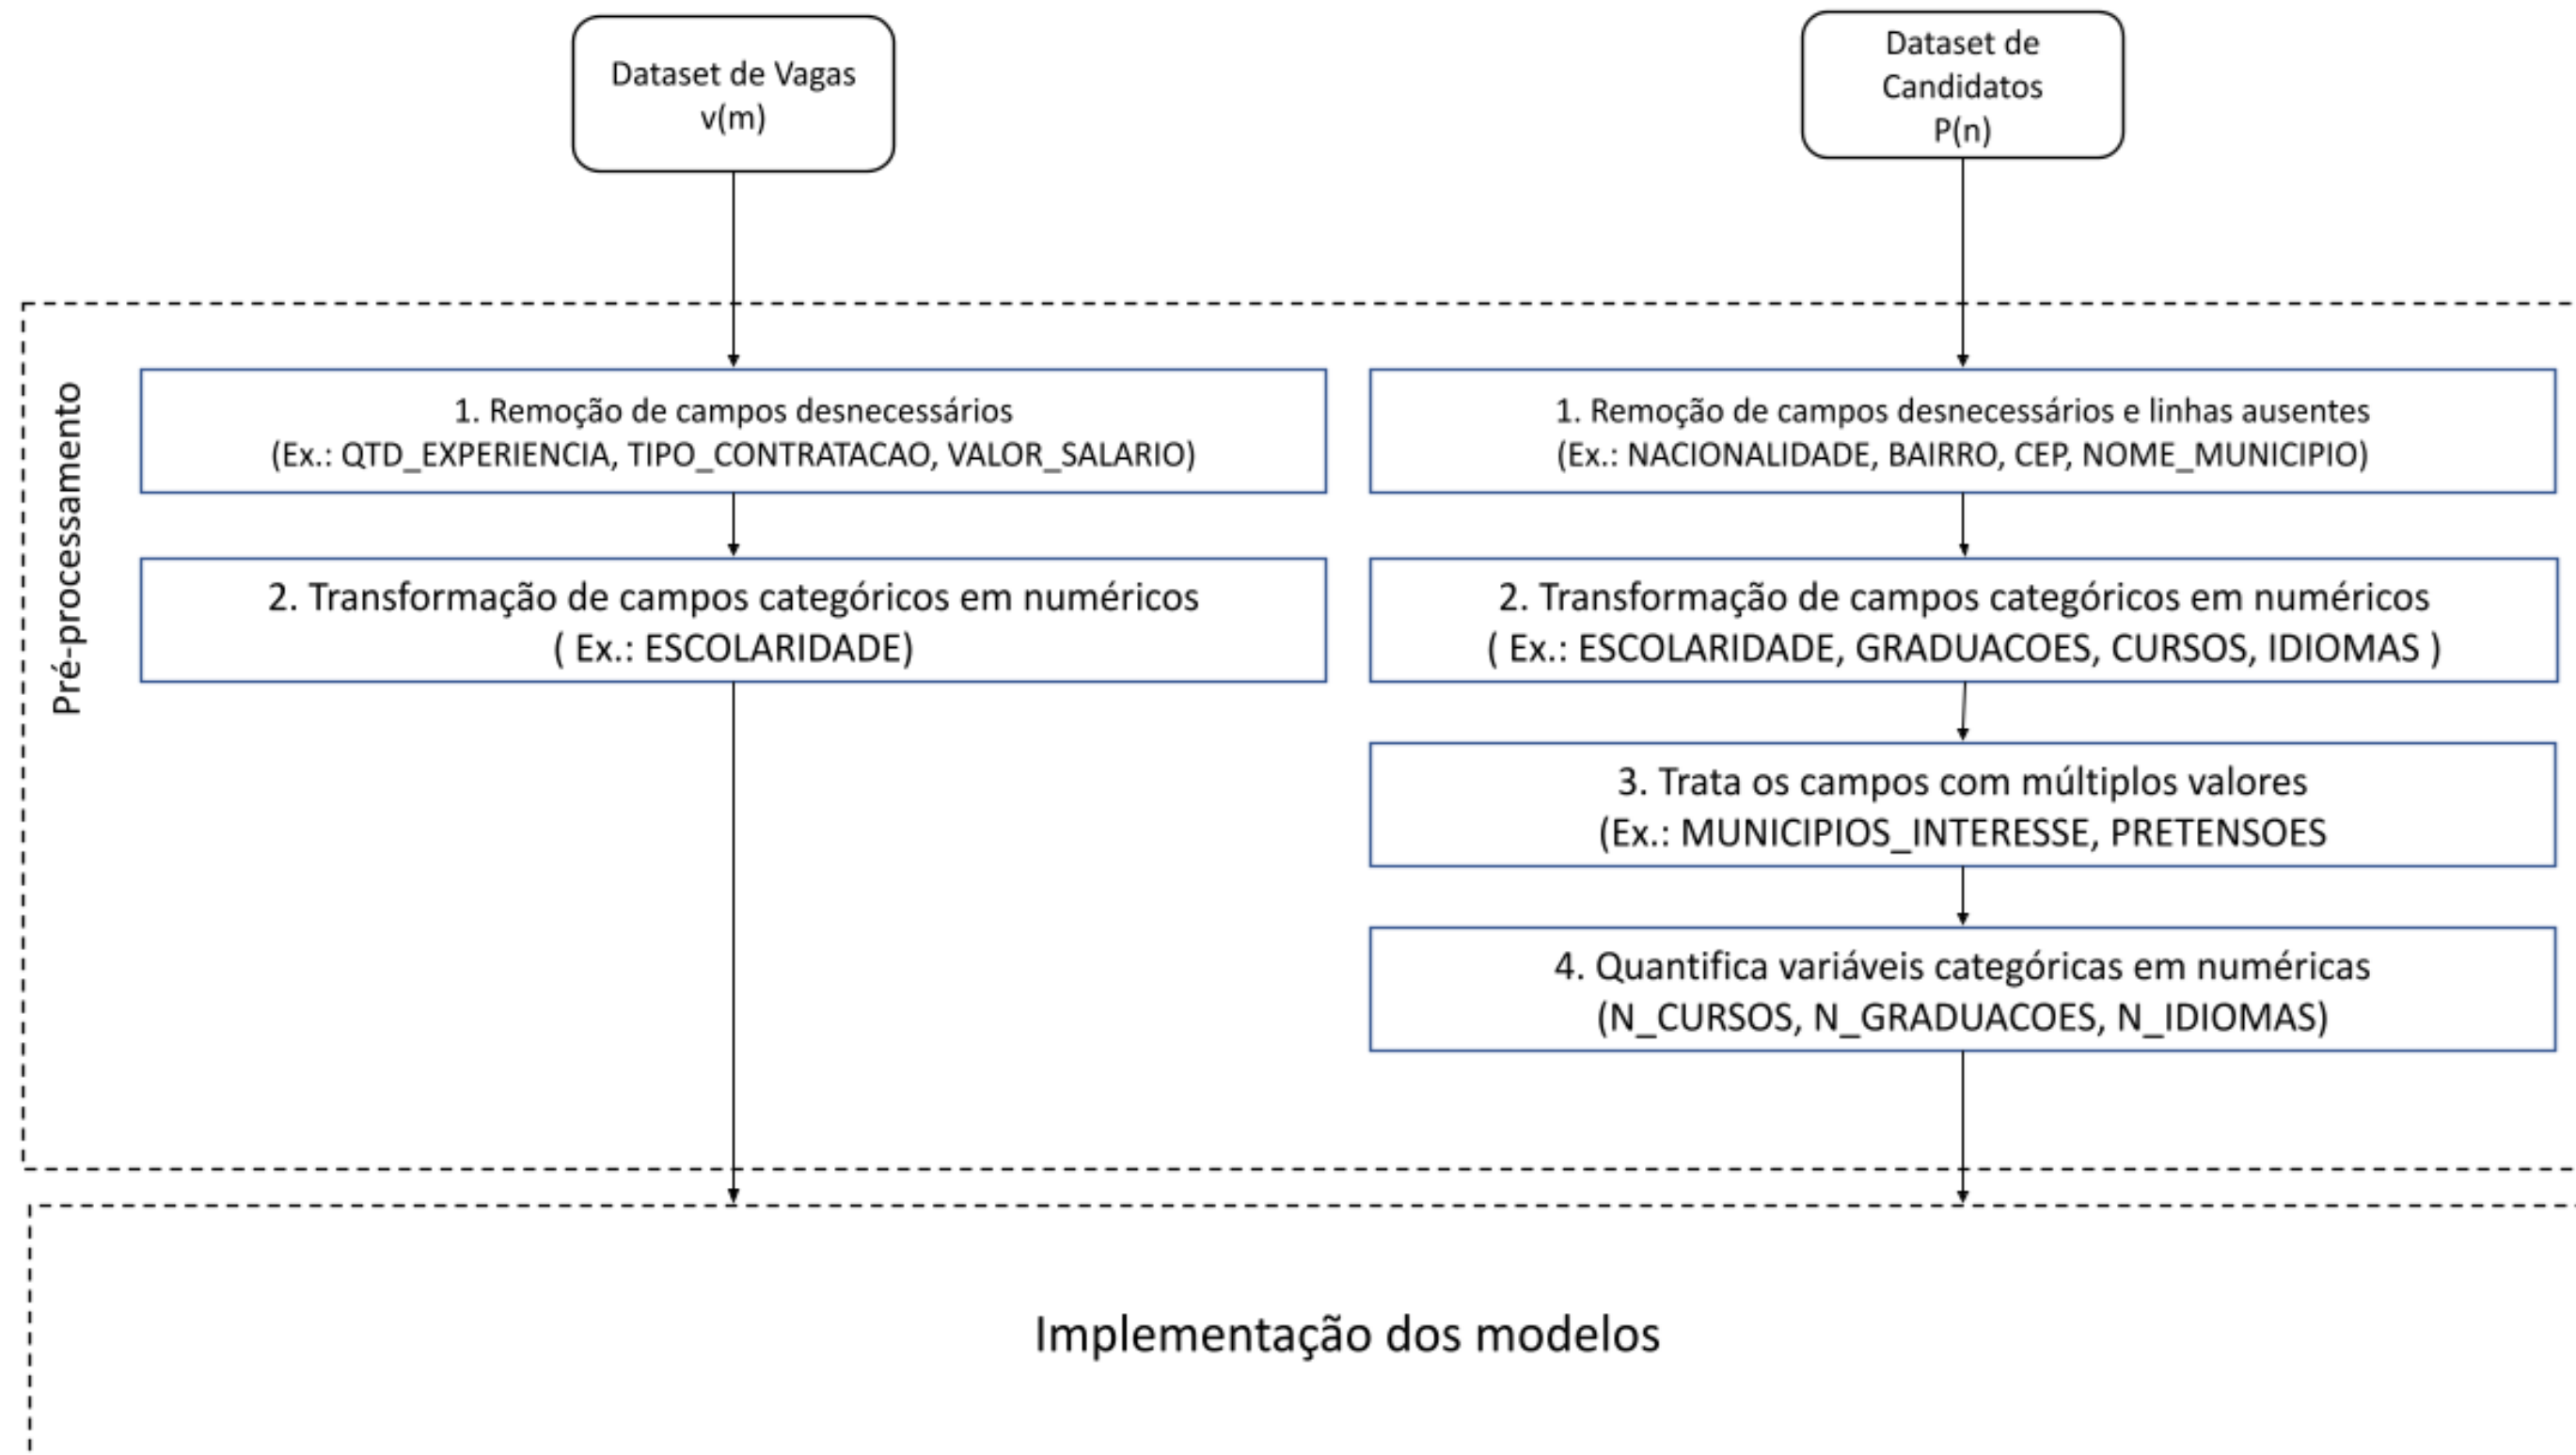 Dataset de Vagas
v(m)
Dataset de
Candidatos
P(n)
Pré-processamento
1. Remoção de campos desnecessários
(Ex.: QTD_EXPERIENCIA, TIPO_CONTRATACAO, VALOR_SALARIO)
1. Remoção de campos desnecessários e linhas ausentes
(Ex.: NACIONALIDADE, BAIRRO, CEP, NOME_MUNICIPIO)
2. Transformação de campos categóricos em numéricos
( Ex.: ESCOLARIDADE)
2. Transformação de campos categóricos em numéricos
( Ex.: ESCOLARIDADE, GRADUACOES, CURSOS, IDIOMAS )
3. Trata os campos com múltiplos valores
(Ex.: MUNICIPIOS_INTERESSE, PRETENSOES
4. Quantifica variáveis categóricas em numéricas
(N_CURSOS, N_GRADUACOES, N_IDIOMAS)
Implementação dos modelos